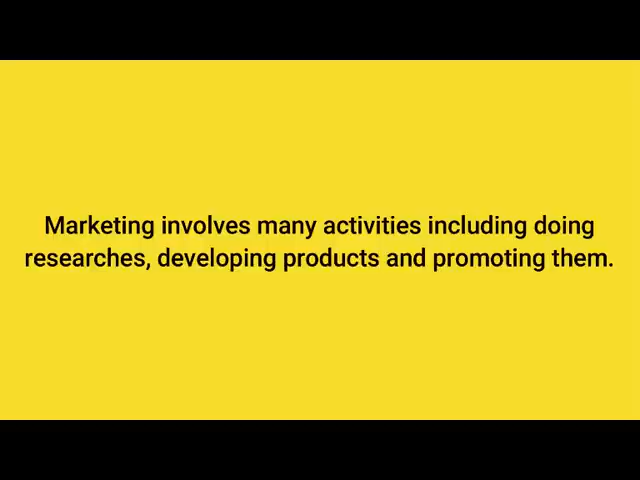 Marketing involves many activities including doing
researches, developing products and promoting them.